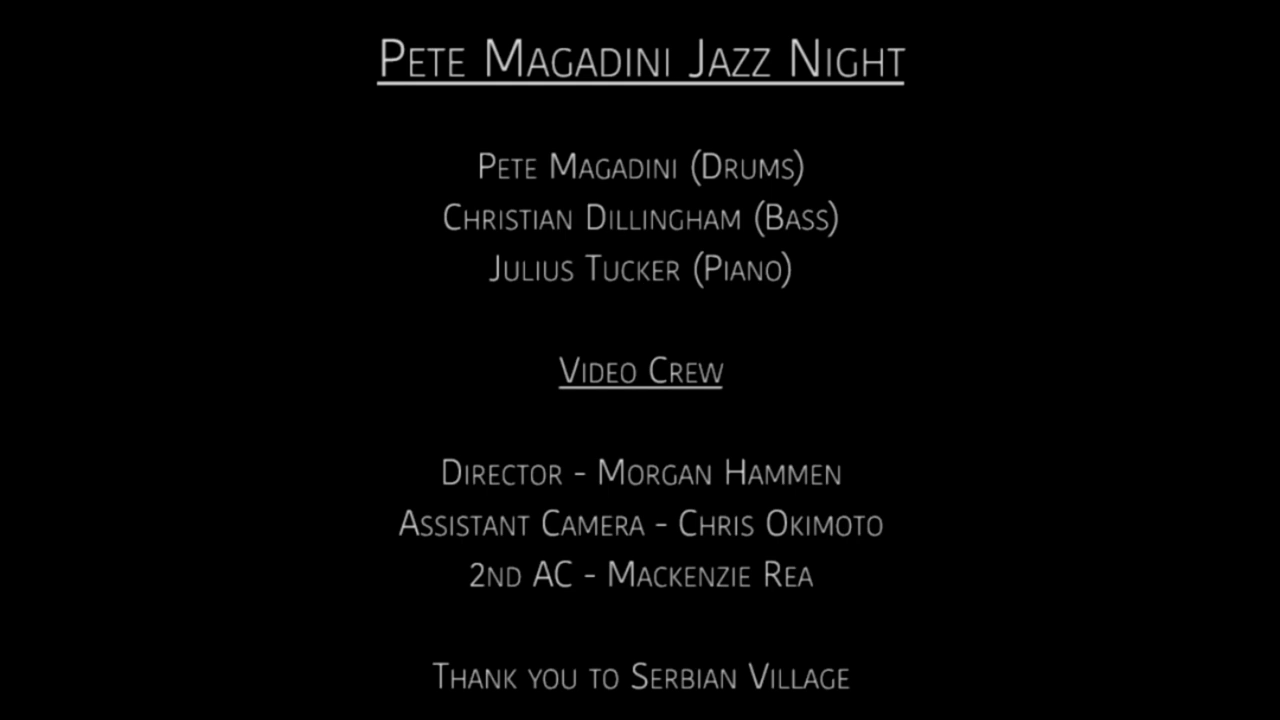 Pete Magadini Jazz Night
Pete Magadini (Drums)
Christian Dillingham (Bass)
Julius Tucker (Piano)
Video Crew
Director - Morgan Hammen
Assistant Camera - Chris Okimoto
2nd AC - Mackenzie Rea
Thank you to Serbian Village